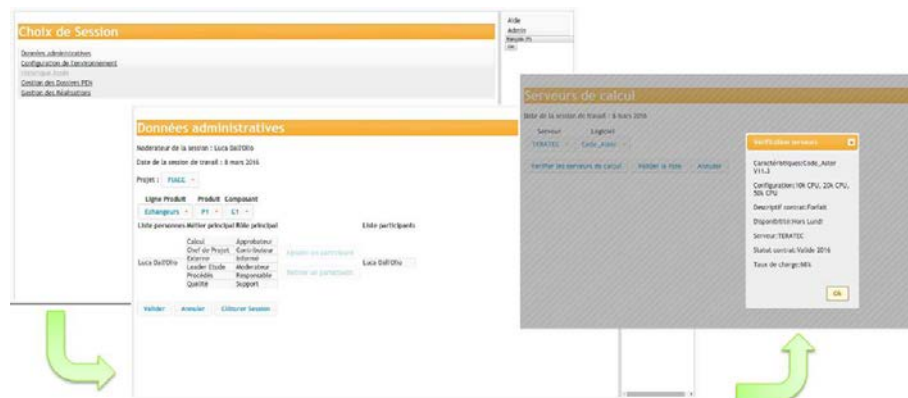 Choix de Session
Données administratives
Configuration de l'environnement
Historique étude
Gestion des Dossiers PDI
Gestion des Réalisations
Aide
Admin
Français (F)
OK
Données administratives
Modérateur de la session : Luca Dall'Olio
Date de la session de travail : 8 mars 2016
Projet : PIAGE
Ligne Produit Produit Composant
Echangeurs P1 C1
Liste personnes Métier principal Rôle principal Liste participants
Calcul Approbateur
Chef de Projet Contributeur
Externe Informé
Luca Dall'Olio Leader Etude Modérateur Luca Dall'Olio
Procédés Responsable
Qualité Support
Ajouter un participant
Retirer un participant
Valider Annuler Clôturer Session
Serveurs de calcul
Date de la session de travail : 8 mars 2016
Serveur Logiciel
TERATEC Code_Aster
Vérifier les serveurs de calcul Valider la liste Annuler
Vérification serveurs
Caractéristiques:Code_Aster
V11.3
Configuration:10k CPU, 20k CPU,
50k CPU
Descriptif contrat:Forfait
Disponibilité:Hors Lundi
Serveur:TERATEC
Statut contrat:Valide 2016
Taux de charge:98%
Ok